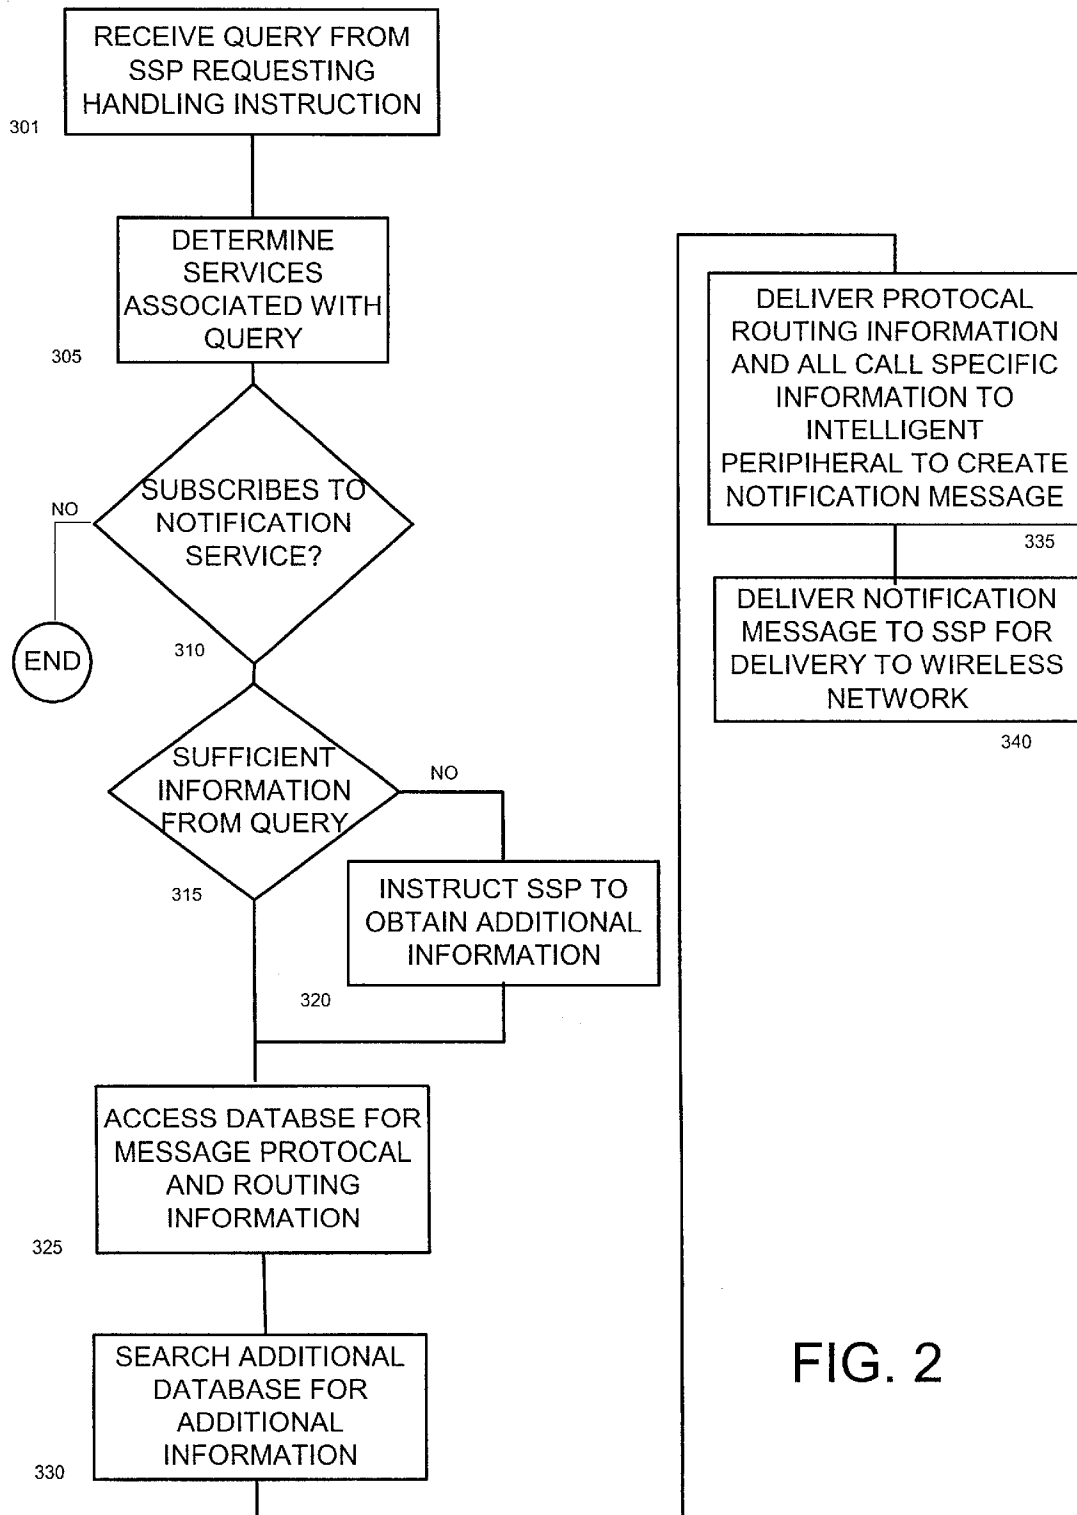 RECEIVE QUERY FROM
SSP REQUESTING
HANDLING INSTRUCTION
301
DETERMINE
SERVICES
ASSOCIATED WITH
QUERY
305
SUBSCRIBES TO
NOTIFICATION
SERVICE?
NO
END
310
SUFFICIENT
INFORMATION
FROM QUERY
NO
315
INSTRUCT SSP TO
OBTAIN ADDITIONAL
INFORMATION
320
ACCESS DATABSE FOR
MESSAGE PROTOCAL
AND ROUTING
INFORMATION
325
SEARCH ADDITIONAL
DATABASE FOR
ADDITIONAL
INFORMATION
330
DELIVER PROTOCAL
ROUTING INFORMATION
AND ALL CALL SPECIFIC
INFORMATION TO
INTELLIGENT
PERIPIHERAL TO CREATE
NOTIFICATION MESSAGE
335
DELIVER NOTIFICATION
MESSAGE TO SSP FOR
DELIVERY TO WIRELESS
NETWORK
340
FIG. 2